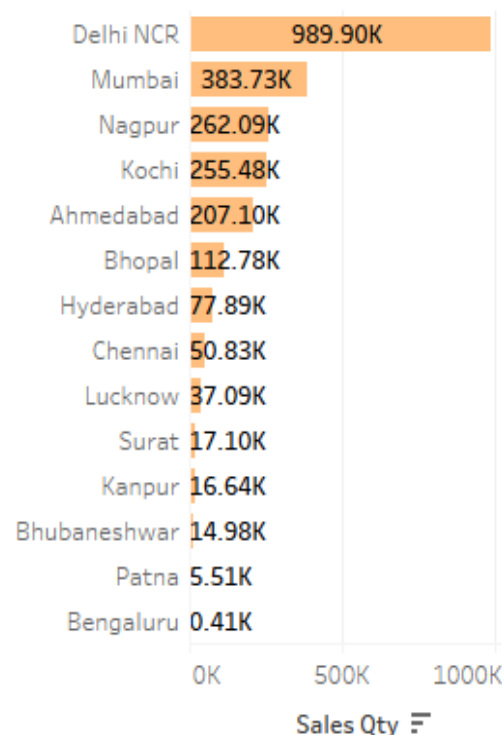 Delhi NCR 989.90K
Mumbai 383.73K
Nagpur 262.09K
Kochi 255.48K
Ahmedabad 207.10K
Bhopal 112.78K
Hyderabad 77.89K
Chennai 50.83K
Lucknow 37.09K
Surat 17.10K
Kanpur 16.64K
Bhubaneshwar 14.98K
Patna 5.51K
Bengaluru 0.41K
0K 500K 1000K
Sales Qty